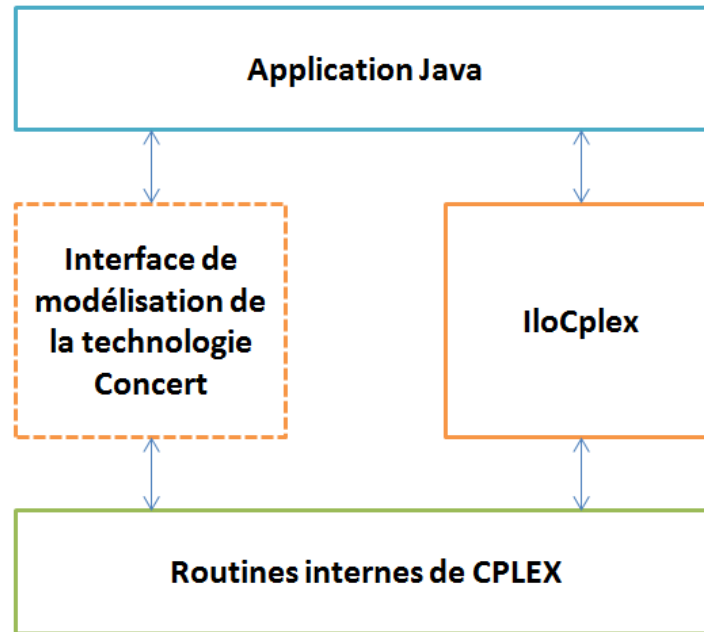 Application Java
Interface de
modélisation de
la technologie
Concert
IloCplex
Routines internes de CPLEX